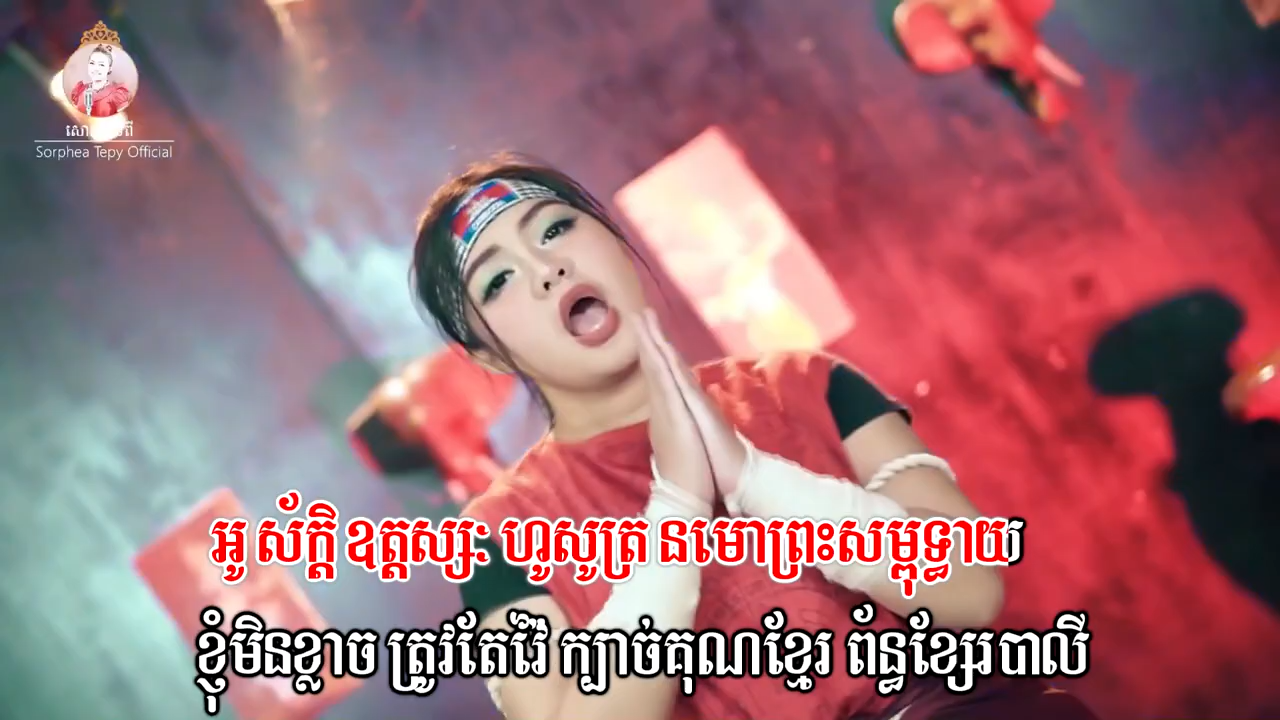 Sorphea Tepy Official
អូ ស័ក្តិ ឧត្តស្សៈ ហូសូត្រ នមោព្រះសម្ពុទ្ធាយ
ខ្ញុំមិនខ្លាច ត្រូវតែវ៉ៃ ក្បាច់គុណខ្មែរ ព័ន្ធខ្សែរបាលី